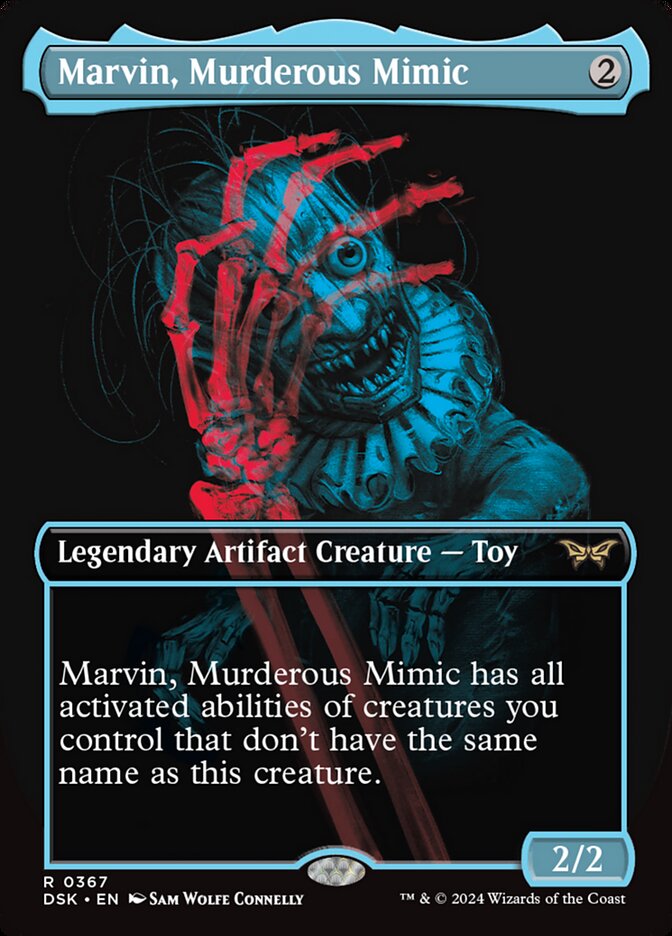 Marvin, Murderous Mimic 2
Legendary Artifact Creature — Toy
Marvin, Murderous Mimic has all
activated abilities of creatures you
control that don't have the same
name as this creature.
2/2
R 0367
DSK • EN Sam Wolfe Connelly
™ & © 2024 Wizards of the Coast